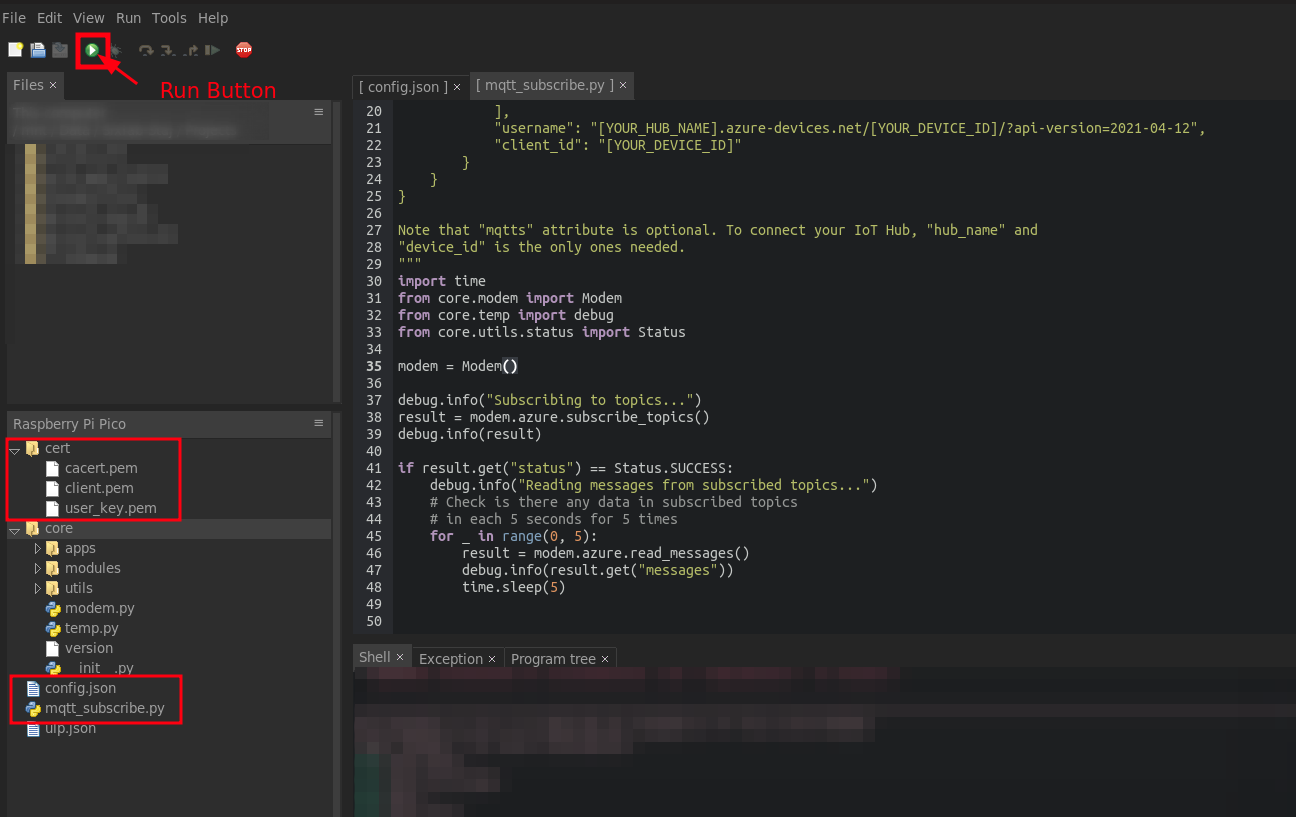 File Edit View Run Tools Help
STOP
Run Button
Files ×
[ config.json ] ×
[ mqtt_subscribe.py ] ×
20 ],
21 "username": "[YOUR_HUB_NAME].azure-devices.net/[YOUR_DEVICE_ID]/?api-version=2021-04-12",
22 "client_id": "[YOUR_DEVICE_ID]"
23 }
24 }
25 }
26
27 Note that "mqtts" attribute is optional. To connect your IoT Hub, "hub_name" and
28 "device_id" is the only ones needed.
29 """
30 import time
31 from core.modem import Modem
32 from core.temp import debug
33 from core.utils.status import Status
34
35 modem = Modem()
36
37 debug.info("Subscribing to topics...")
38 result = modem.azure.subscribe_topics()
39 debug.info(result)
40
41 if result.get("status") == Status.SUCCESS:
42 debug.info("Reading messages from subscribed topics...")
43 # Check is there any data in subscribed topics
44 # in each 5 seconds for 5 times
45 for _ in range(0, 5):
46 result = modem.azure.read_messages()
47 debug.info(result.get("messages"))
48 time.sleep(5)
49
50
Raspberry Pi Pico
cert
cacert.pem
client.pem
user_key.pem
core
apps
modules
utils
modem.py
temp.py
version
__init__.py
config.json
mqtt_subscribe.py
uip.json
Shell × Exception × Program tree ×